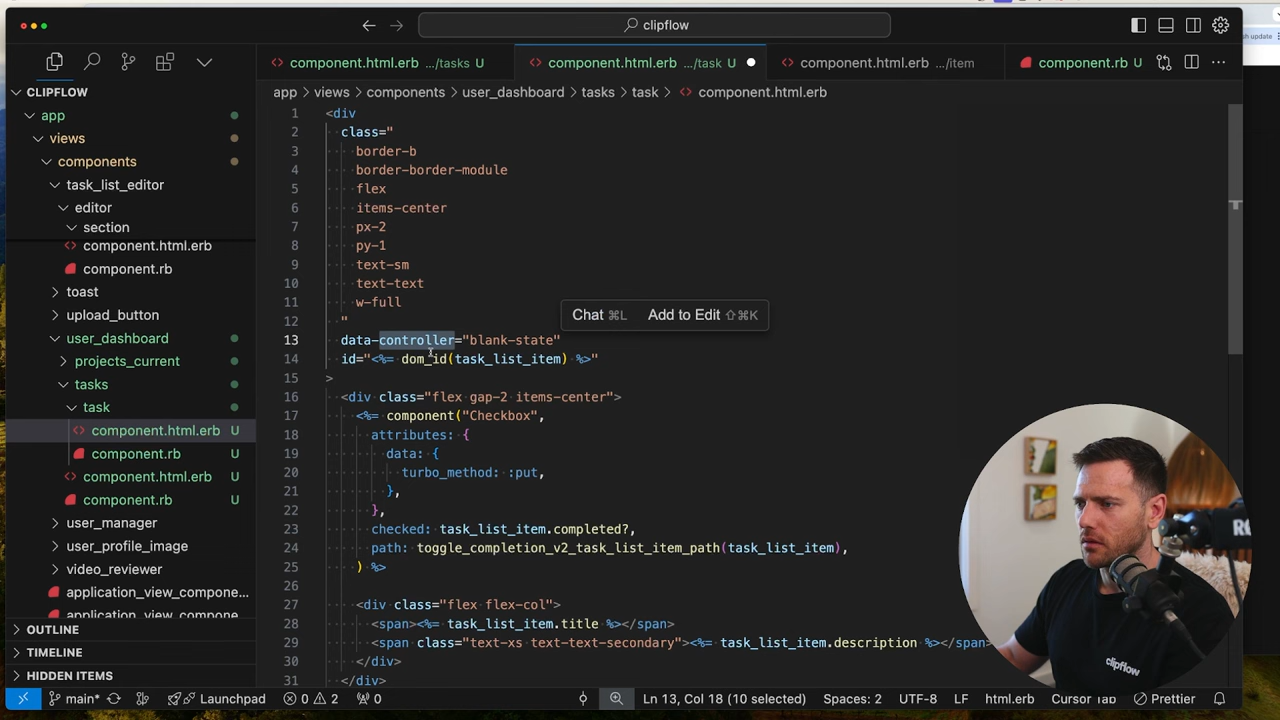 clipflow
sh update
component.html.erb .../tasks U
component.html.erb .../task U
component.html.erb .../item
component.rb U
CLIPFLOW
app > views > components > user_dashboard > tasks > task > component.html.erb
app
views
components
task_list_editor
editor
section
component.html.erb
component.rb
toast
upload_button
user_dashboard
projects_current
tasks
task
component.html.erb U
component.rb U
component.html.erb U
component.rb U
user_manager
user_profile_image
video_reviewer
application_view_compone...
application_view_compone...
OUTLINE
TIMELINE
HIDDEN ITEMS
1 <div
2 class="
3 border-b
4 border-border-module
5 flex
6 items-center
7 px-2
8 py-1
9 text-sm
10 text-text
11 w-full
12 "
Chat ⌘L Add to Edit ⇧⌘K
13 data-controller="blank-state"
14 id="<%= dom_id(task_list_item) %>"
15 >
16 <div class="flex gap-2 items-center">
17 <%= component("Checkbox",
18 attributes: {
19 data: {
20 turbo_method: :put,
21 },
22 },
23 checked: task_list_item.completed?,
24 path: toggle_completion_v2_task_list_item_path(task_list_item),
25 ) %>
26
27 <div class="flex flex-col">
28 <span><%= task_list_item.title %></span>
29 <span class="text-xs text-text-secondary"><%= task_list_item.description %></span>
30 </div>
31 </div>
clipflow
main* Launchpad 0 2 0 Ln 13, Col 18 (10 selected) Spaces: 2 UTF-8 LF html.erb Cursor Tab Prettier